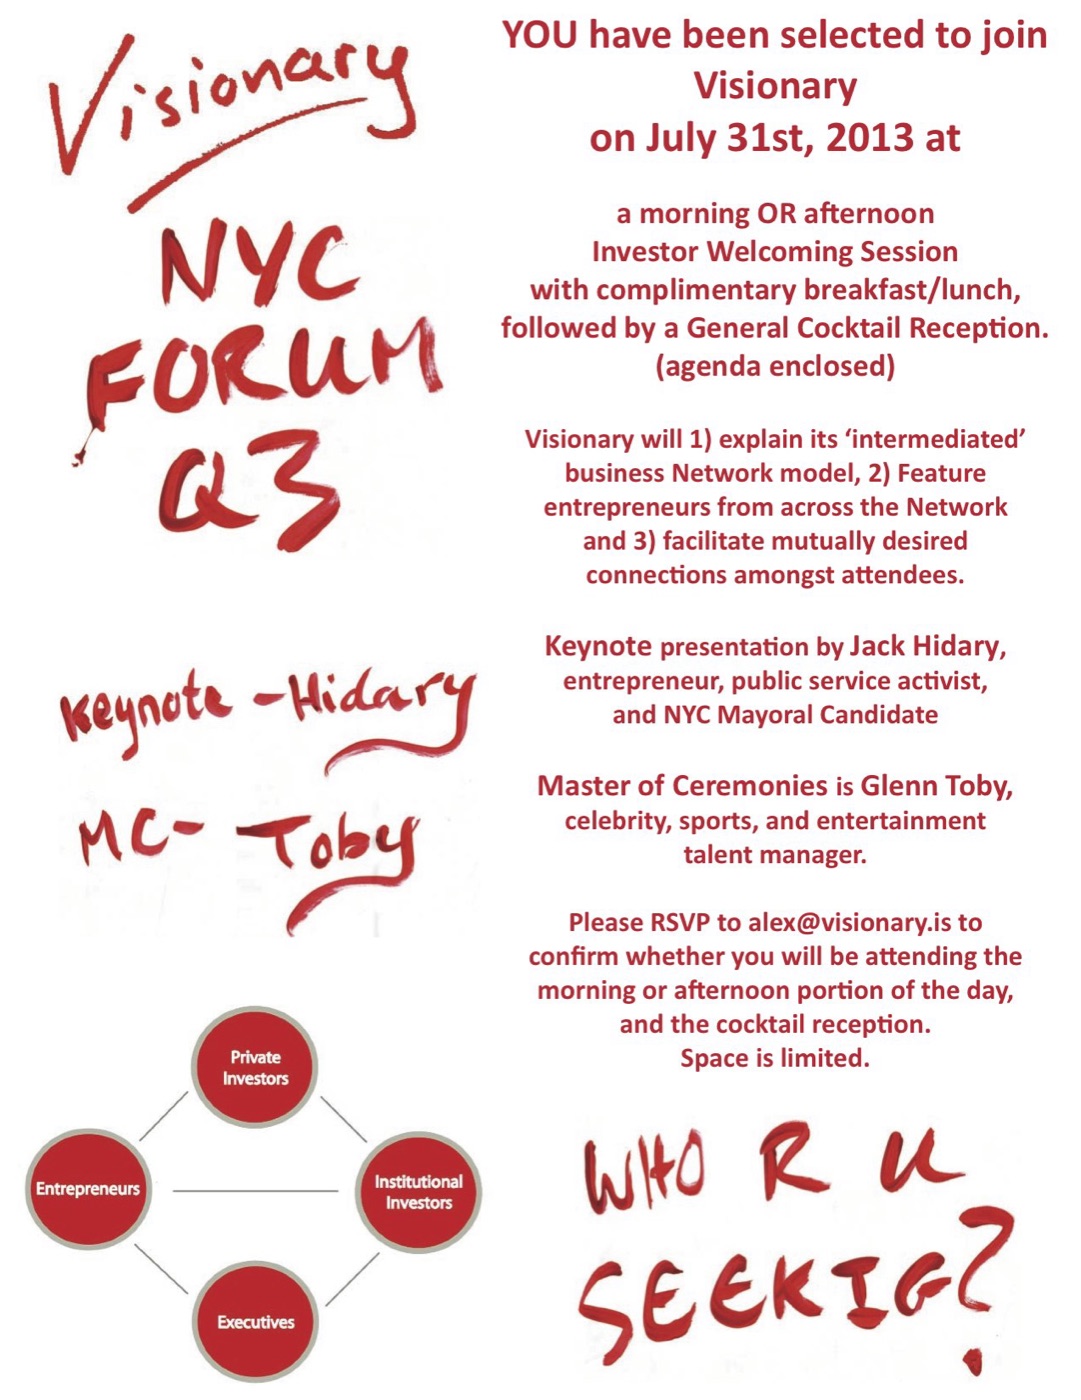 Visionary
NYC
FORUM
Q3
Keynote - Hidary
MC - Toby
Private
Investors
Entrepreneurs
Institutional
Investors
Executives
YOU have been selected to join
Visionary
on July 31st, 2013 at
a morning OR afternoon
Investor Welcoming Session
with complimentary breakfast/lunch,
followed by a General Cocktail Reception.
(agenda enclosed)
Visionary will 1) explain its ‘intermediated’
business Network model, 2) Feature
entrepreneurs from across the Network
and 3) facilitate mutually desired
connections amongst attendees.
Keynote presentation by Jack Hidary,
entrepreneur, public service activist,
and NYC Mayoral Candidate
Master of Ceremonies is Glenn Toby,
celebrity, sports, and entertainment
talent manager.
Please RSVP to alex@visionary.is to
confirm whether you will be attending the
morning or afternoon portion of the day,
and the cocktail reception.
Space is limited.
WHO R U
SEEKIG?